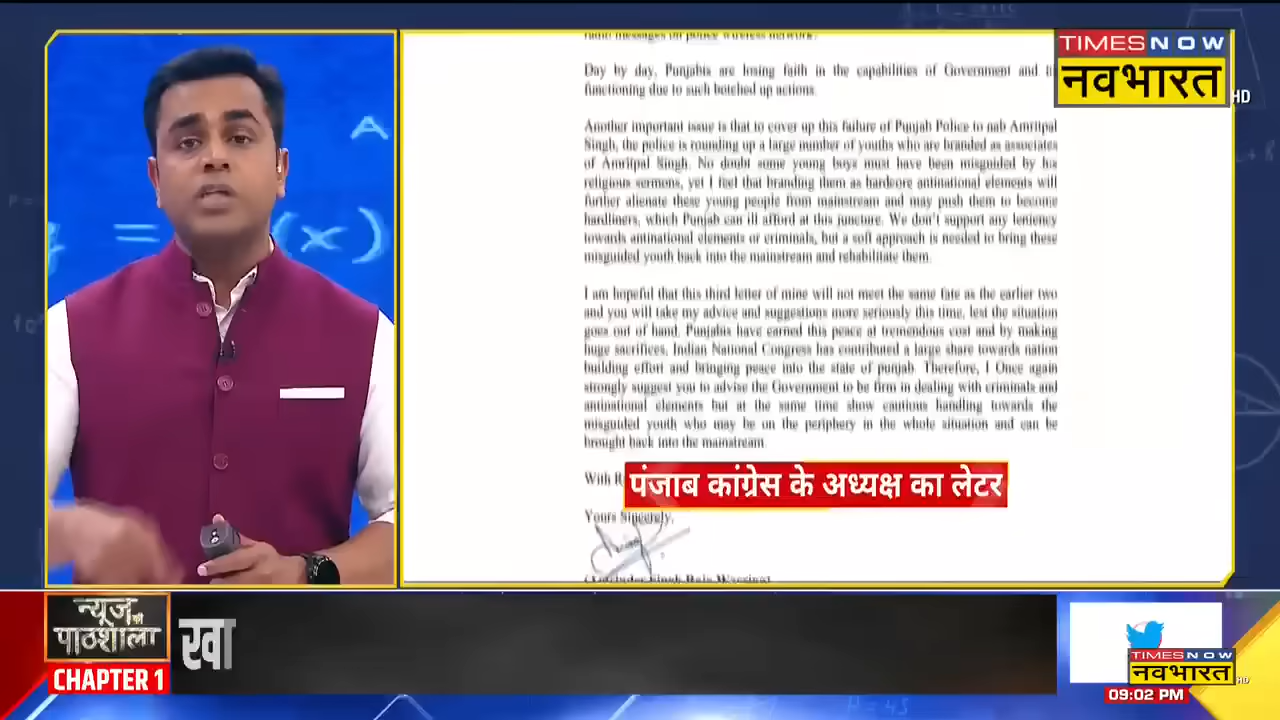 TIMES NOW
नवभारत
HD
Day by day, Punjabis are losing faith in the capabilities of Government and
functioning due to such botched up actions.
Another important issue is that to cover up this failure of Punjab Police to nab Amritpal
Singh, the police is rounding up a large number of youths who are branded as associates
of Amritpal Singh. No doubt some young boys must have been misguided by his
religious sermons, yet I feel that branding them as hardcore antinational elements will
further alienate these young people from mainstream and may push them to become
hardliners, which Punjab can ill afford at this juncture. We don't support any leniency
towards antinational elements or criminals, but a soft approach is needed to bring these
misguided youth back into the mainstream and rehabilitate them.
I am hopeful that this third letter of mine will not meet the same fate as the earlier two
and you will take my advice and suggestions more seriously this time, lest the situation
goes out of hand. Punjabis have earned this peace at tremendous cost and by making
huge sacrifices. Indian National Congress has contributed a large share towards nation
building effort and bringing peace into the state of punjab. Therefore, I Once again
strongly suggest you to advise the Government to be firm in dealing with criminals and
antinational elements but at the same time show cautious handling towards the
misguided youth who may be on the periphery in the whole situation and can be
brought back into the mainstream.
With
पंजाब कांग्रेस के अध्यक्ष का लेटर
Yours Sincerely,
A
= (x)
न्यूज़ की
पाठशाला
CHAPTER 1
खा
TIMES NOW
नवभारत
HD
09:02 PM